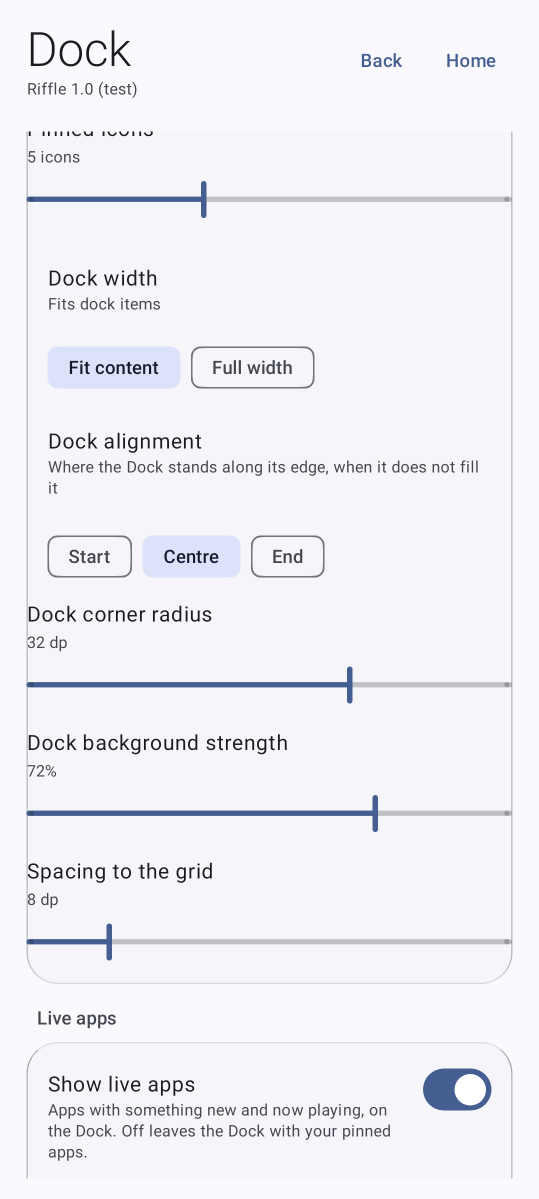 Dock
Back
Home
Riffle 1.0 (test)
Pinned icons
5 icons
Dock width
Fits dock items
Fit content
Full width
Dock alignment
Where the Dock stands along its edge, when it does not fill
it
Start
Centre
End
Dock corner radius
32 dp
Dock background strength
72%
Spacing to the grid
8 dp
Live apps
Show live apps
Apps with something new and now playing, on
the Dock. Off leaves the Dock with your pinned
apps.